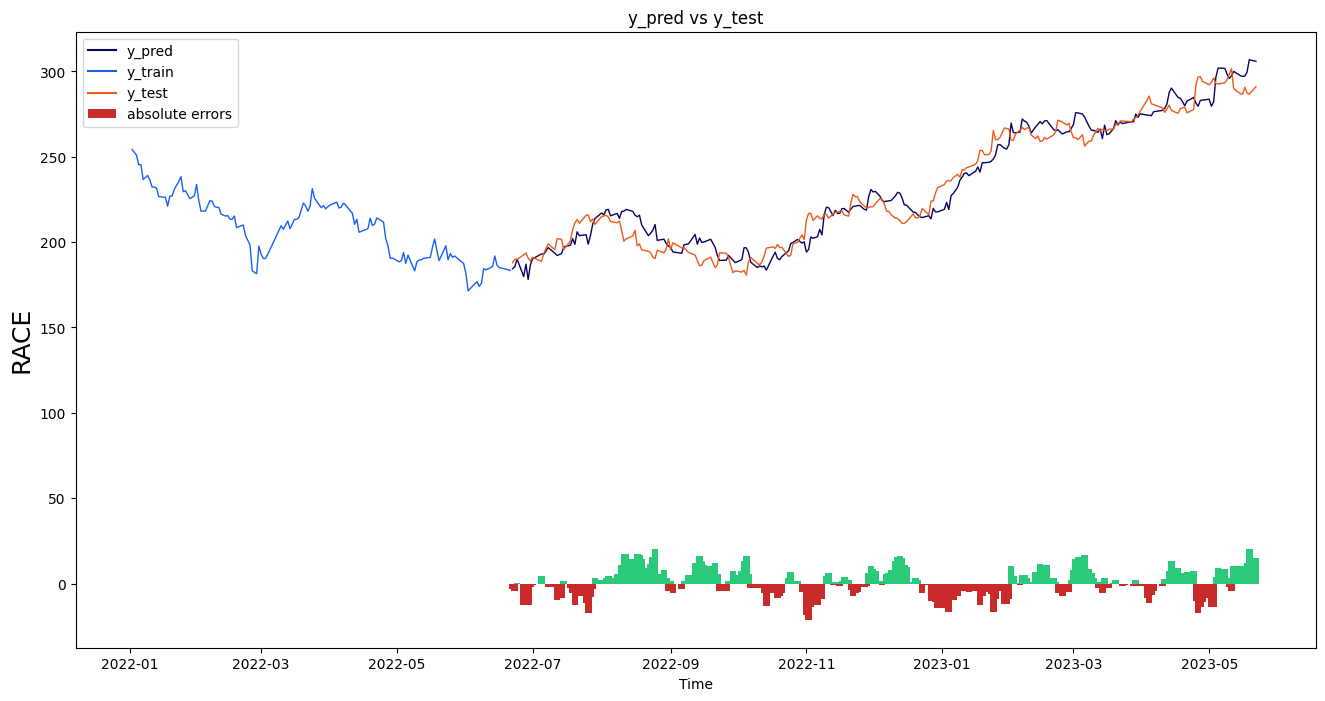 y_pred vs y_test
y_pred
y_train
y_test
absolute errors
300
250
200
150
100
50
0
RACE
2022-01 2022-03 2022-05 2022-07 2022-09 2022-11 2023-01 2023-03 2023-05
Time